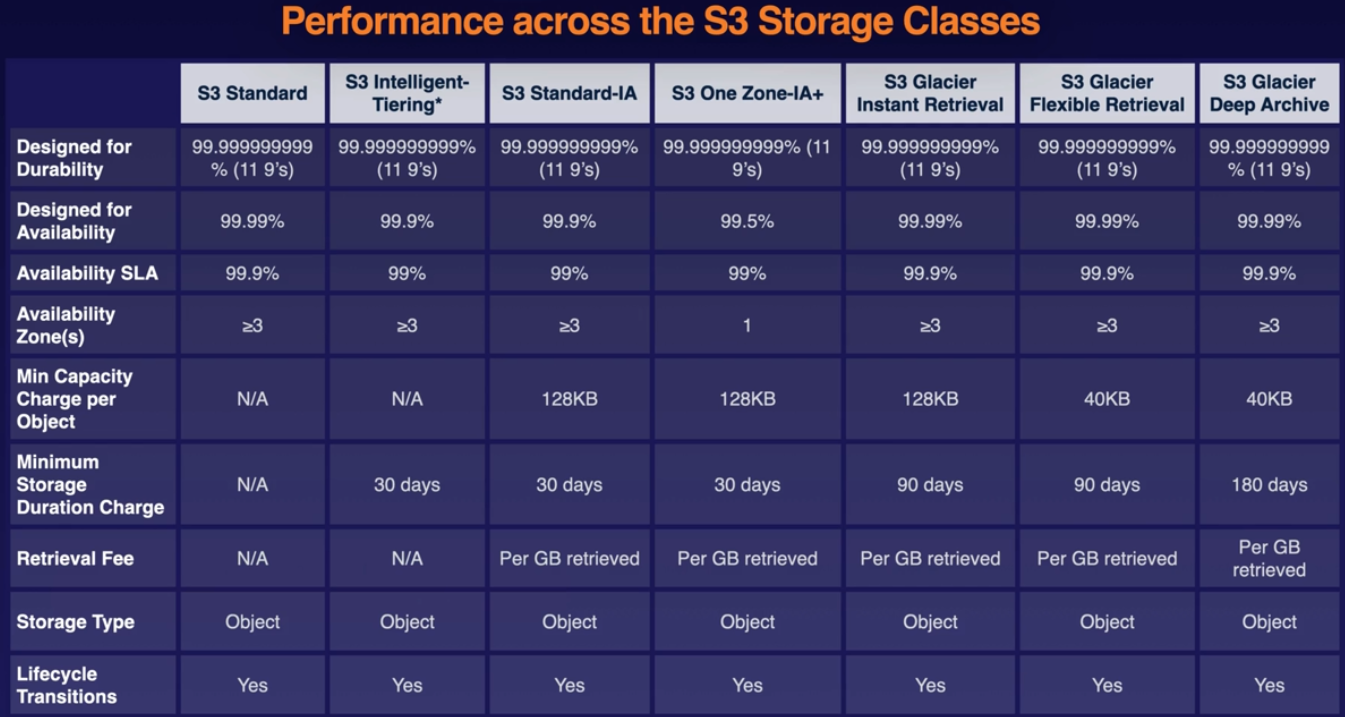 Performance across the S3 Storage Classes
S3 Standard
S3 Intelligent-
Tiering*
S3 Standard-IA
S3 One Zone-IA+
S3 Glacier
Instant Retrieval
S3 Glacier
Flexible Retrieval
S3 Glacier
Deep Archive
Designed for
Durability
99.999999999
% (11 9’s)
99.999999999%
(11 9’s)
99.999999999%
(11 9’s)
99.999999999% (11
9’s)
99.999999999%
(11 9’s)
99.999999999%
(11 9’s)
99.999999999
% (11 9’s)
Designed for
Availability
99.99%
99.9%
99.9%
99.5%
99.99%
99.99%
99.99%
Availability SLA
99.9%
99%
99%
99%
99.9%
99.9%
99.9%
Availability
Zone(s)
≥3
≥3
≥3
1
≥3
≥3
≥3
Min Capacity
Charge per
Object
N/A
N/A
128KB
128KB
128KB
40KB
40KB
Minimum
Storage
Duration Charge
N/A
30 days
30 days
30 days
90 days
90 days
180 days
Retrieval Fee
N/A
N/A
Per GB retrieved
Per GB retrieved
Per GB retrieved
Per GB retrieved
Per GB
retrieved
Storage Type
Object
Object
Object
Object
Object
Object
Object
Lifecycle
Transitions
Yes
Yes
Yes
Yes
Yes
Yes
Yes